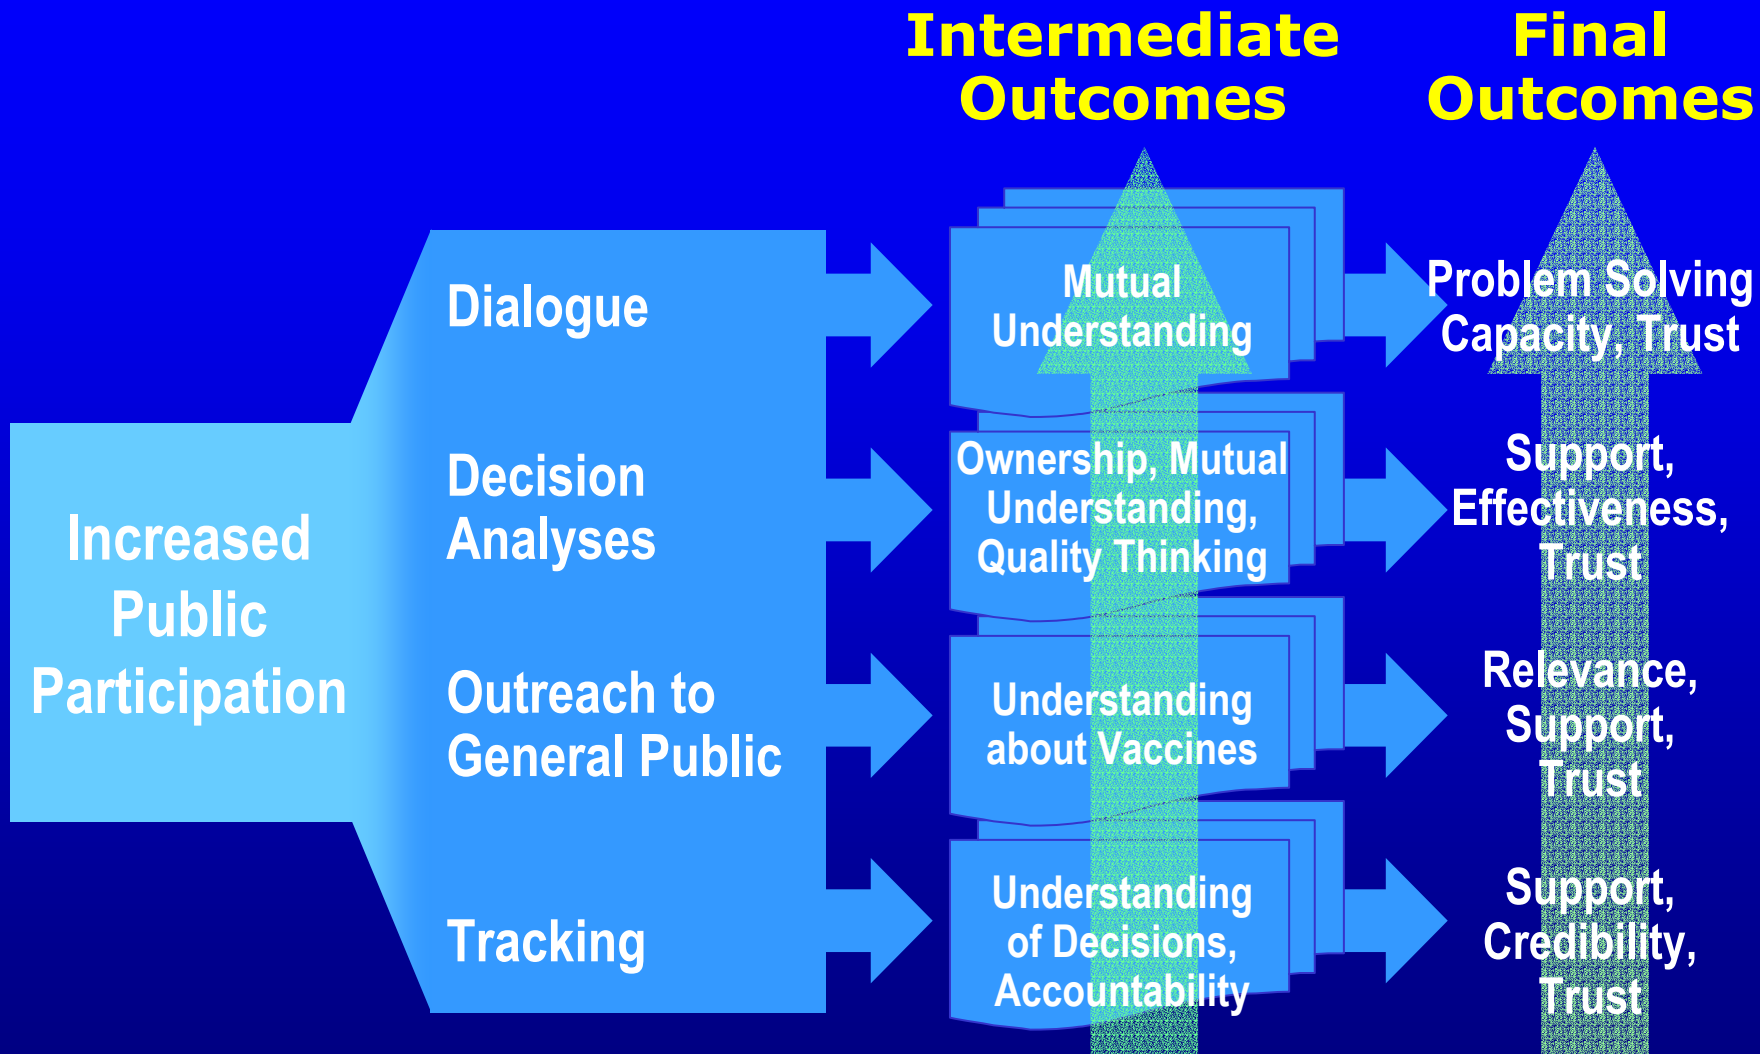 Intermediate
Outcomes
Final
Outcomes
Increased
Public
Participation
Dialogue
Mutual
Understanding
Problem Solving
Capacity, Trust
Decision
Analyses
Ownership, Mutual
Understanding,
Quality Thinking
Support,
Effectiveness,
Trust
Outreach to
General Public
Understanding
about Vaccines
Relevance,
Support,
Trust
Tracking
Understanding
of Decisions,
Accountability
Support,
Credibility,
Trust